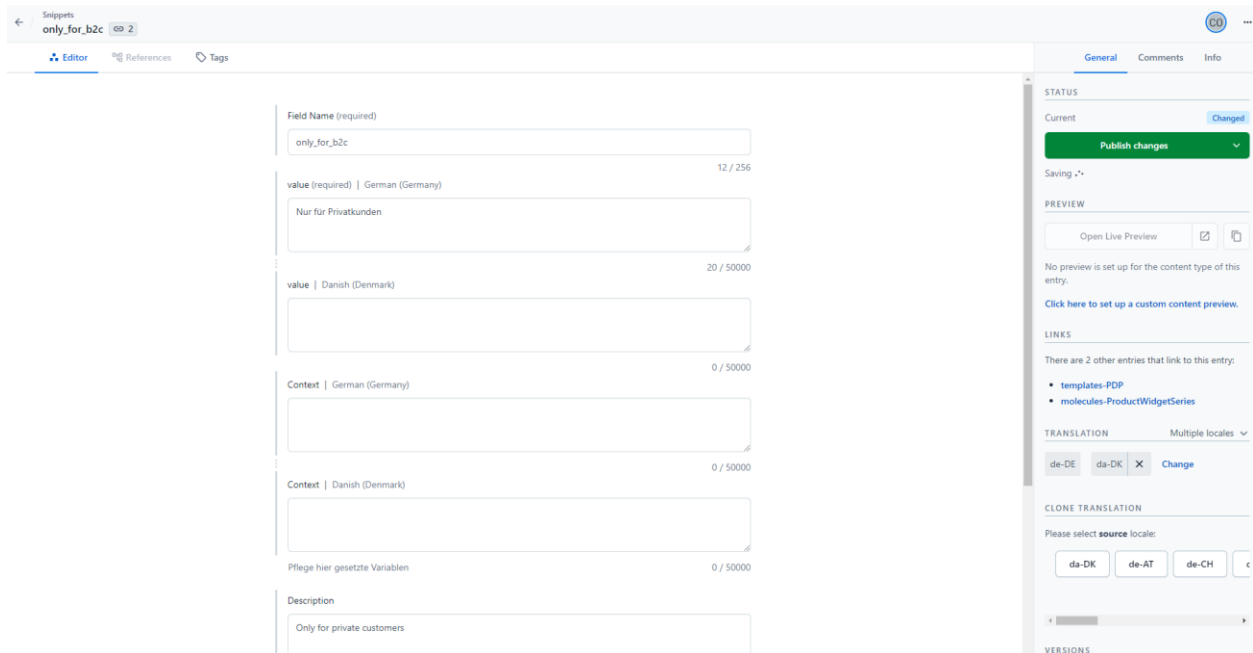 Snippets
only_for_b2c 2
CO
Editor References Tags
General Comments Info
Field Name (required)
only_for_b2c
12 / 256
value (required) | German (Germany)
Nur für Privatkunden
20 / 50000
value | Danish (Denmark)
0 / 50000
Context | German (Germany)
0 / 50000
Context | Danish (Denmark)
Pflege hier gesetzte Variablen 0 / 50000
Description
Only for private customers
STATUS
Current Changed
Publish changes
Saving
PREVIEW
Open Live Preview
No preview is set up for the content type of this
entry.
Click here to set up a custom content preview.
LINKS
There are 2 other entries that link to this entry:
templates-PDP
molecules-ProductWidgetSeries
TRANSLATION Multiple locales
de-DE da-DK Change
CLONE TRANSLATION
Please select source locale:
da-DK de-AT de-CH
VERSIONS